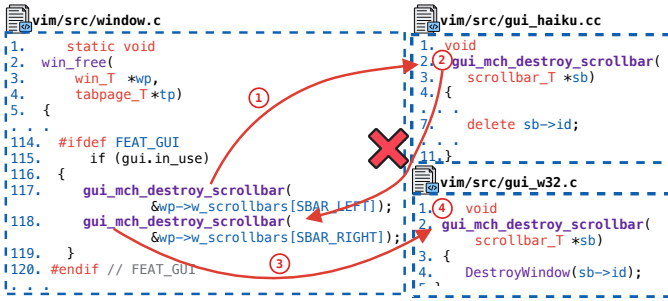 vim/src/window.c
1. static void
2. win_free(
3. win_T *wp,
4. tabpage_T *tp)
5. {
. . .
114. #ifdef FEAT_GUI
115. if (gui.in_use)
116. {
117. gui_mch_destroy_scrollbar(
&wp->w_scrollbars[SBAR_LEFT]);
118. gui_mch_destroy_scrollbar(
&wp->w_scrollbars[SBAR_RIGHT]);
119. }
120. #endif // FEAT_GUI
. . .
1
3
vim/src/gui_haiku.cc
1. void
2. 2 gui_mch_destroy_scrollbar(
3. scrollbar_T *sb)
4. {
. . .
7. delete sb->id;
. . .
11.}
vim/src/gui_w32.c
1. 4 void
2. gui_mch_destroy_scrollbar(
scrollbar_T *sb)
3. {
4. DestroyWindow(sb->id);